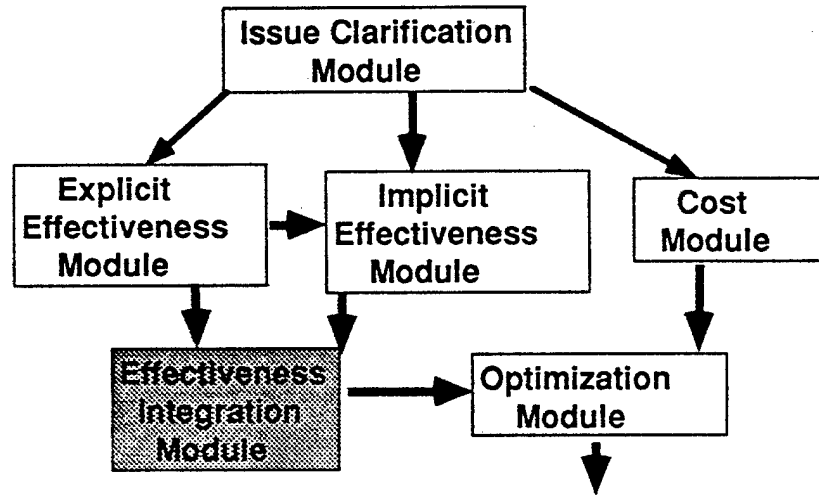 Issue Clarification
Module
Explicit
Effectiveness
Module
Implicit
Effectiveness
Module
Cost
Module
Effectiveness
Integration
Module
Optimization
Module